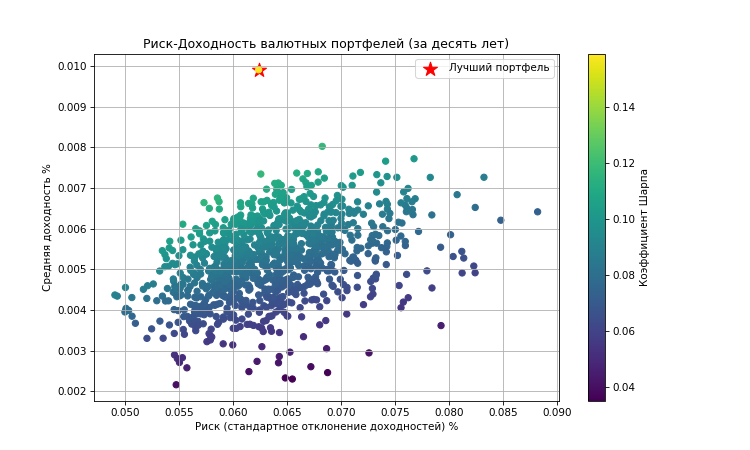 Риск-Доходность валютных портфелей (за десять лет)
Лучший портфель
Средняя доходность %
0.010
0.009
0.008
0.007
0.006
0.005
0.004
0.003
0.002
0.050 0.055 0.060 0.065 0.070 0.075 0.080 0.085 0.090
Риск (стандартное отклонение доходностей) %
0.14
0.12
0.10
0.08
0.06
0.04
Коэффициент Шарпа